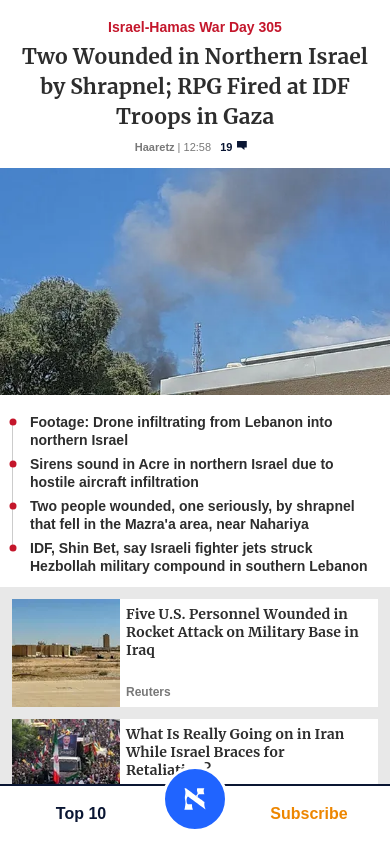 Israel-Hamas War Day 305
Two Wounded in Northern Israel
by Shrapnel; RPG Fired at IDF
Troops in Gaza
Haaretz | 12:58 19
Footage: Drone infiltrating from Lebanon into
northern Israel
Sirens sound in Acre in northern Israel due to
hostile aircraft infiltration
Two people wounded, one seriously, by shrapnel
that fell in the Mazra'a area, near Nahariya
IDF, Shin Bet, say Israeli fighter jets struck
Hezbollah military compound in southern Lebanon
Five U.S. Personnel Wounded in
Rocket Attack on Military Base in
Iraq
Reuters
What Is Really Going on in Iran
While Israel Braces for
Retaliation?
Top 10
Subscribe